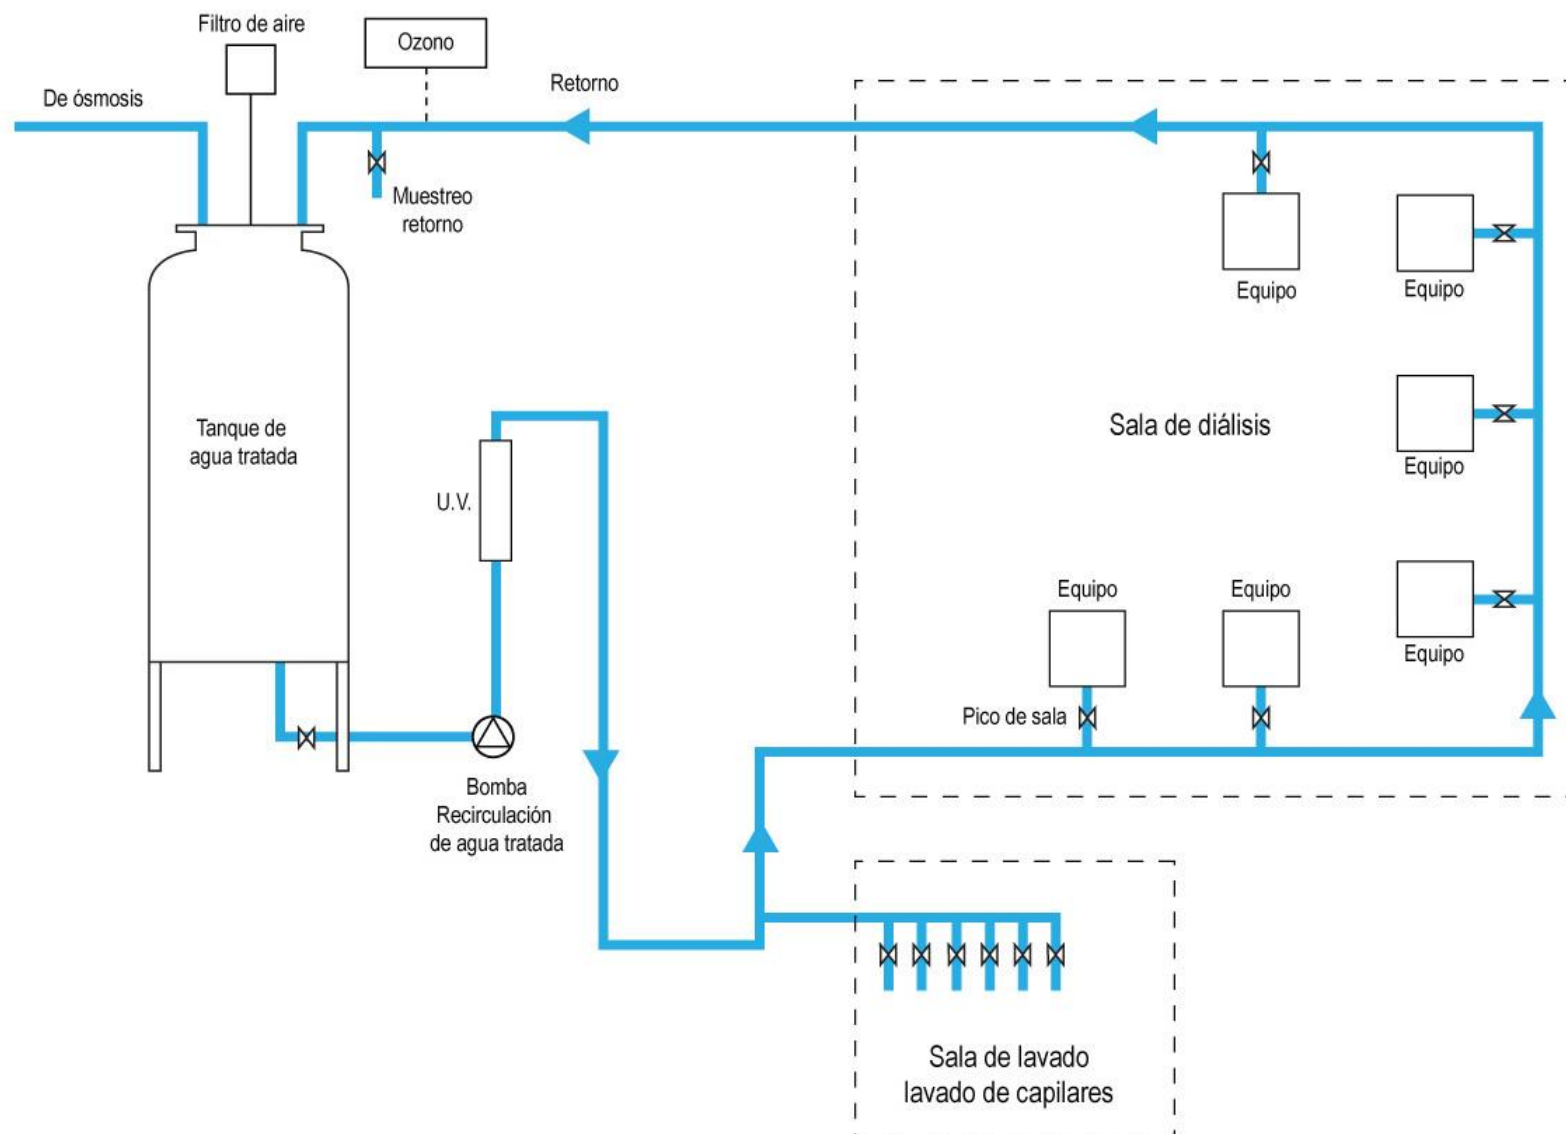 Filtro de aire
Ozono
De ósmosis
Retorno
Muestreo
retorno
Equipo
Equipo
Tanque de
agua tratada
Sala de diálisis
Equipo
U.V.
Equipo
Equipo
Equipo
Pico de sala
Bomba
Recirculación
de agua tratada
Sala de lavado
lavado de capilares